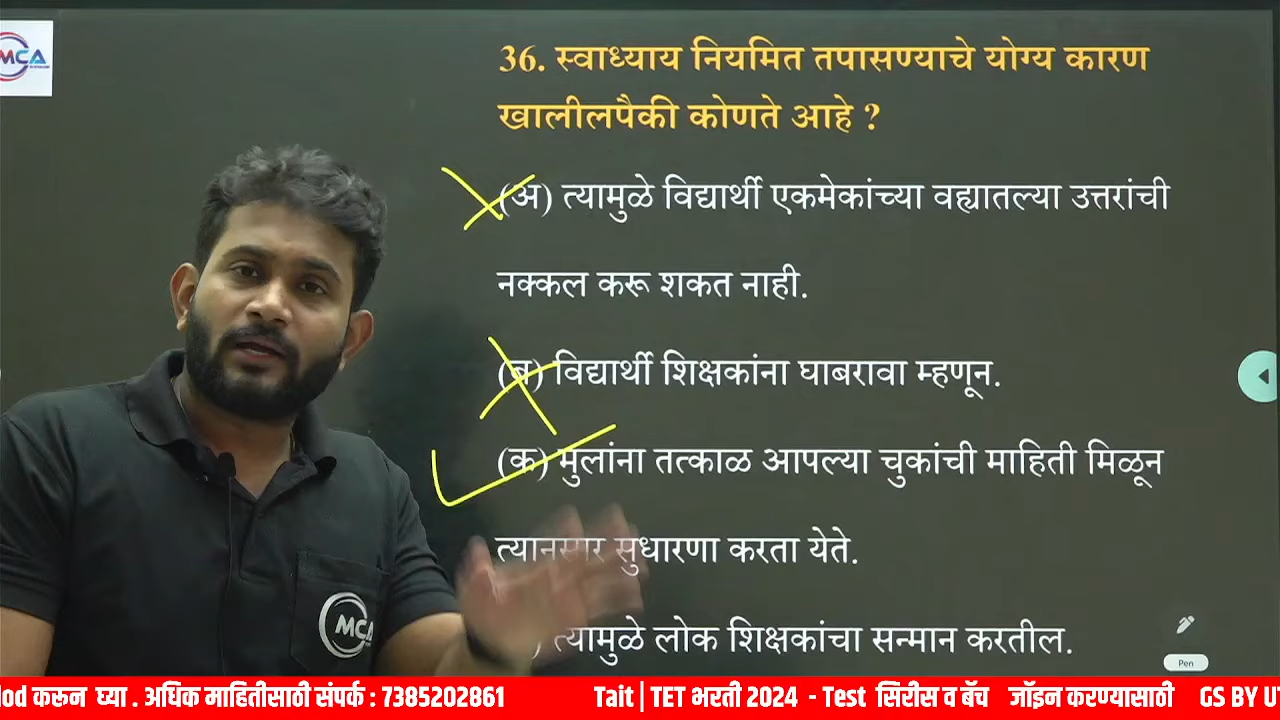 MCA
36. स्वाध्याय नियमित तपासण्याचे योग्य कारण
खालीलपैकी कोणते आहे ?
(अ) त्यामुळे विद्यार्थी एकमेकांच्या वह्यातल्या उत्तरांची
नक्कल करू शकत नाही.
(ब) विद्यार्थी शिक्षकांना घाबरावा म्हणून.
(क) मुलांना तत्काळ आपल्या चुकांची माहिती मिळून
त्यानुसार सुधारणा करता येते.
त्यामुळे लोक शिक्षकांचा सन्मान करतील.
Pen
MCA
करून घ्या . अधिक माहितीसाठी संपर्क : 7385202861 Tait | TET भरती 2024 - Test सिरीस व बॅच जॉइन करण्यासाठी GS BY